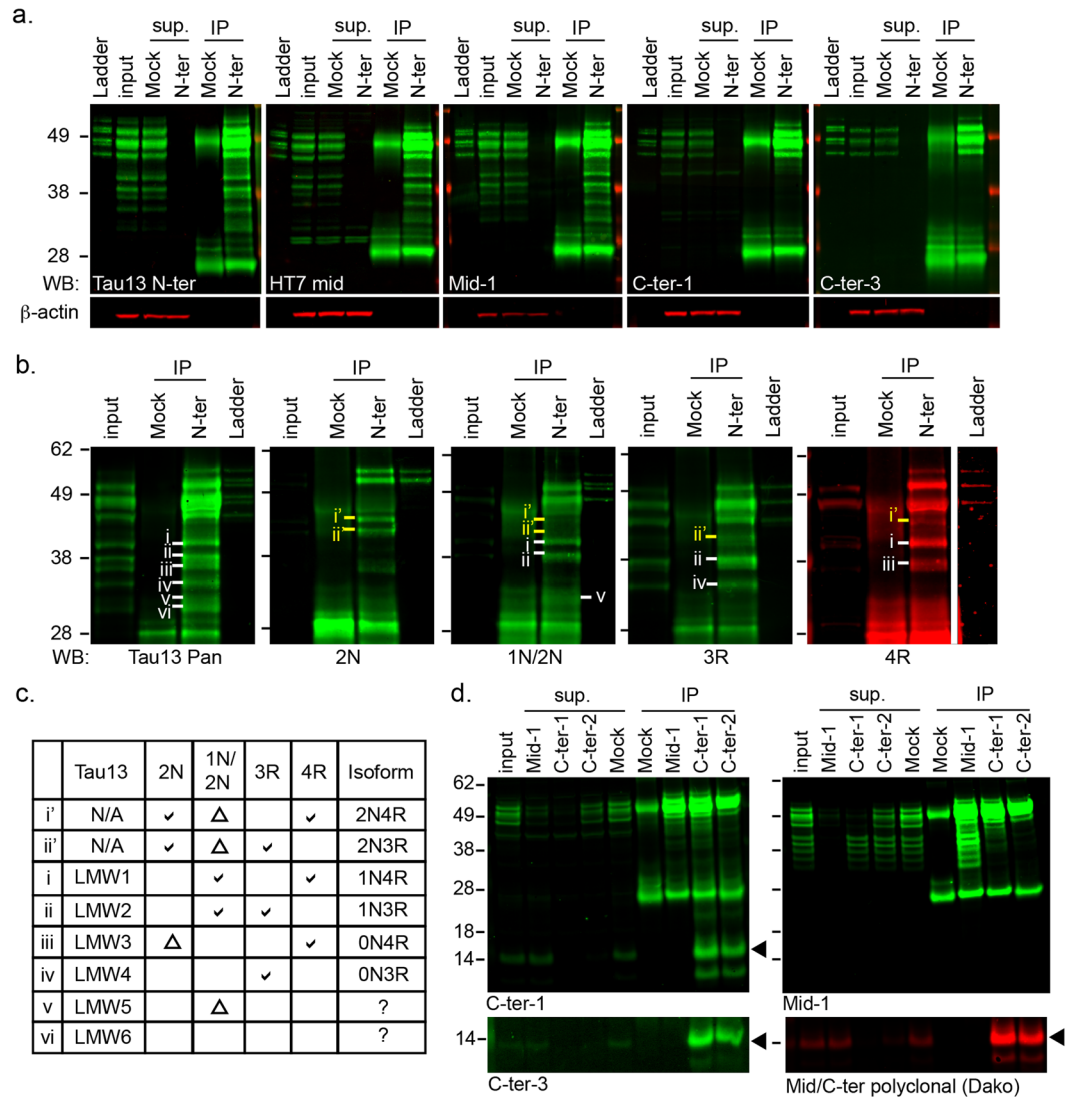 a.
sup. IP sup. IP sup. IP sup. IP sup. IP
Ladder input Mock N-ter Mock N-ter Ladder input Mock N-ter Mock N-ter Ladder input Mock N-ter Mock N-ter Ladder input Mock N-ter Mock N-ter Ladder input Mock N-ter Mock N-ter
49
38
28
WB: Tau13 N-ter HT7 mid Mid-1 C-ter-1 C-ter-3
β-actin
b.
IP IP IP IP IP
input Mock N-ter Ladder input Mock N-ter Ladder input Mock N-ter Ladder input Mock N-ter Ladder input Mock N-ter Ladder
62
49
38
28
i
ii
iii
iv
v
vi
i’
ii’
i’
ii’
i
ii
v
ii’
ii
iv
i’
i
iii
WB: Tau13 Pan 2N 1N/2N 3R 4R
c.
Tau13 2N 1N/2N 3R 4R Isoform
i’ N/A ✓ △ ✓ 2N4R
ii’ N/A ✓ △ ✓ 2N3R
i LMW1 ✓ ✓ 1N4R
ii LMW2 ✓ ✓ 1N3R
iii LMW3 △ ✓ 0N4R
iv LMW4 ✓ 0N3R
v LMW5 △ ?
vi LMW6 ?
d.
sup. IP sup. IP
input Mid-1 C-ter-1 C-ter-2 Mock Mock Mid-1 C-ter-1 C-ter-2 input Mid-1 C-ter-1 C-ter-2 Mock Mock Mid-1 C-ter-1 C-ter-2
62
49
38
28
18
14
C-ter-1 Mid-1
14
C-ter-3 Mid/C-ter polyclonal (Dako)